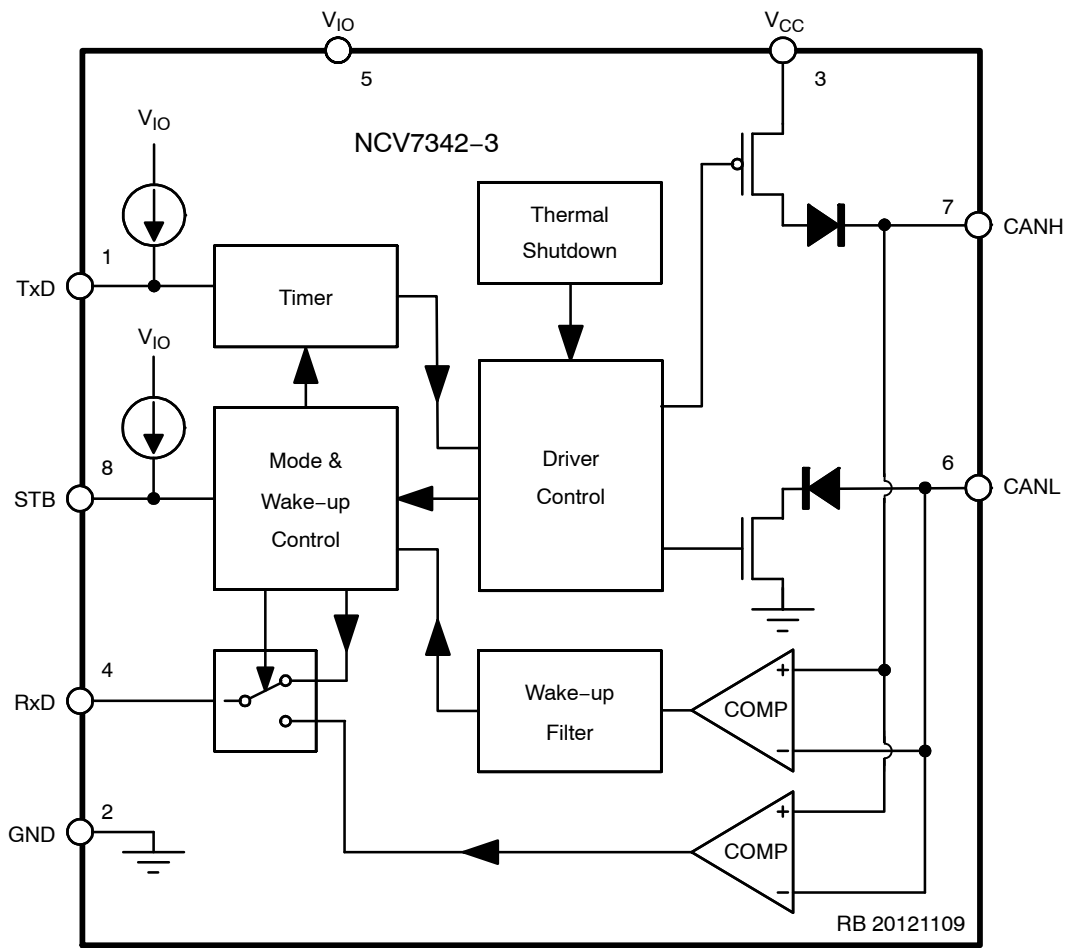 VIO
VCC
5
3
VIO
NCV7342−3
Thermal
Shutdown
7
CANH
1
TxD
Timer
VIO
8
STB
Mode &
Wake−up
Control
Driver
Control
6
CANL
4
RxD
Wake−up
Filter
+
COMP
−
2
GND
+
COMP
−
RB 20121109